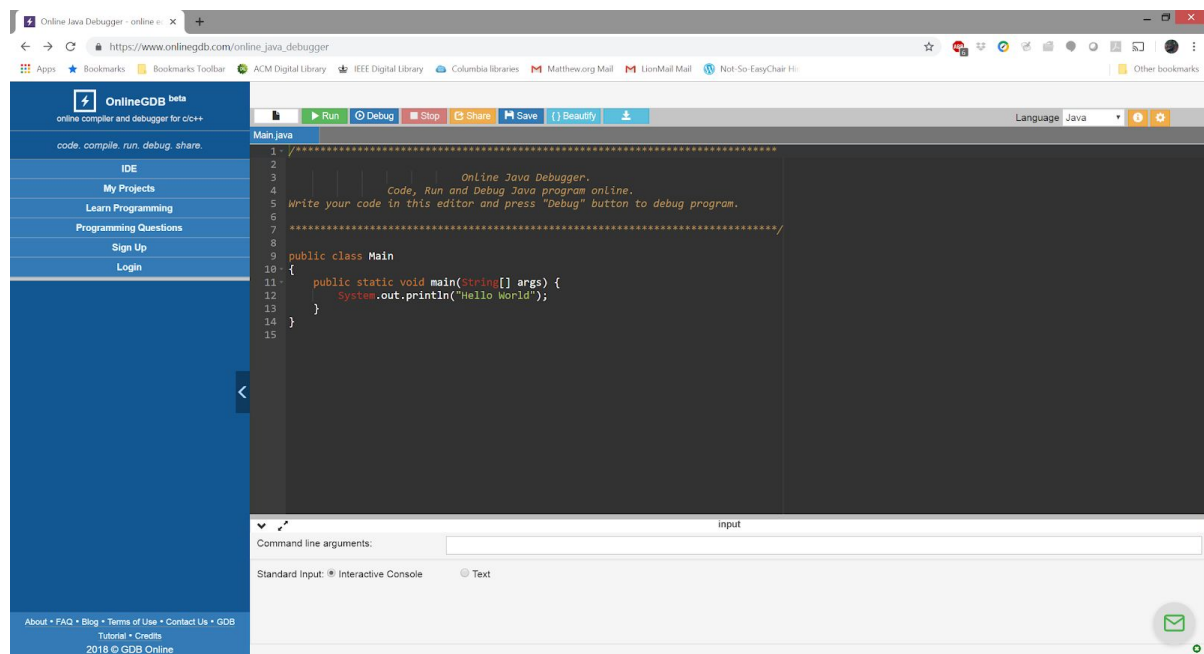 Online Java Debugger - online e
https://www.onlinegdb.com/online_java_debugger
Apps Bookmarks Bookmarks Toolbar ACM Digital Library IEEE Digital Library Columbia libraries Matthew.org Mail LionMail Mail Not-So-EasyChair Other bookmarks
OnlineGDB beta
online compiler and debugger for c/c++
code. compile. run. debug. share.
IDE
My Projects
Learn Programming
Programming Questions
Sign Up
Login
About • FAQ • Blog • Terms of Use • Contact Us • GDB
Tutorial • Credits
2018 © GDB Online
Run Debug Stop Share Save { } Beautify Language Java
Main.java
1 /******************************************************************************
2
3 Online Java Debugger.
4 Code, Run and Debug Java program online.
5 Write your code in this editor and press "Debug" button to debug program.
6
7 *******************************************************************************/
8
9 public class Main
10 {
11 public static void main(String[] args) {
12 System.out.println("Hello World");
13 }
14 }
15
input
Command line arguments:
Standard Input: Interactive Console Text